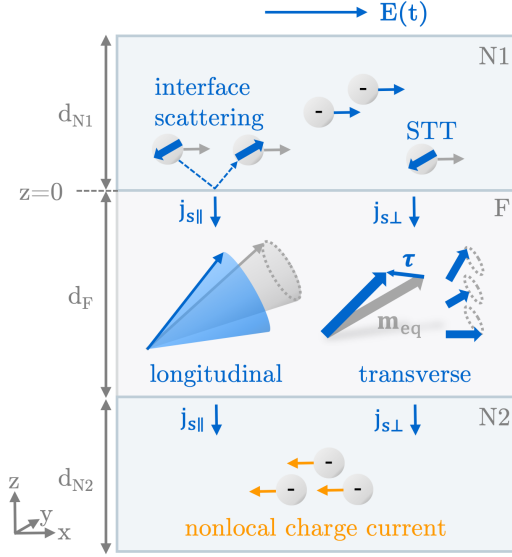 E(t)
N1
interface
scattering
- -
STT
d_N1
z=0
j_s∥ j_s⊥
F
τ
m_eq
d_F
longitudinal transverse
j_s∥ j_s⊥
N2
- - -
d_N2
nonlocal charge current
z
y
x